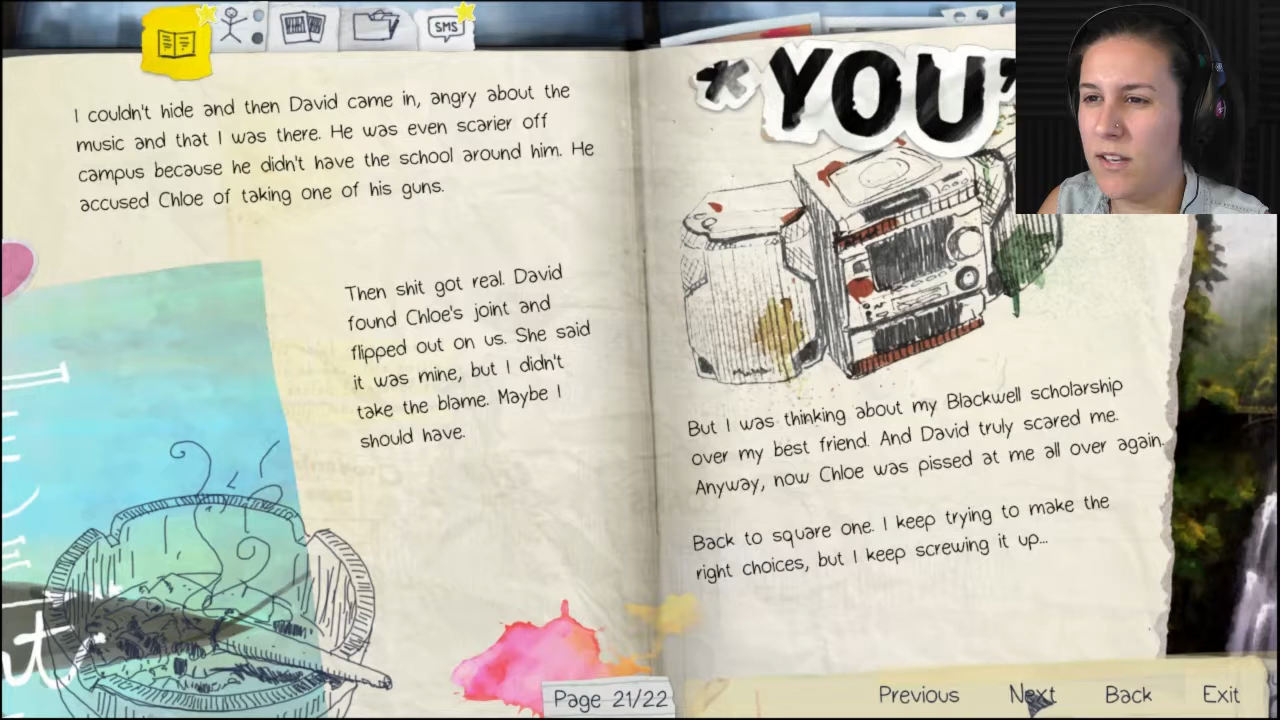 SMS
I couldn't hide and then David came in, angry about the
music and that I was there. He was even scarier off
campus because he didn't have the school around him. He
accused Chloe of taking one of his guns.
Then shit got real. David
found Chloe's joint and
flipped out on us. She said
it was mine, but I didn't
take the blame. Maybe I
should have.
*YOU*
But I was thinking about my Blackwell scholarship
over my best friend. And David truly scared me.
Anyway, now Chloe was pissed at me all over again.
Back to square one. I keep trying to make the
right choices, but I keep screwing it up...
Page 21/22
Previous Next Back Exit